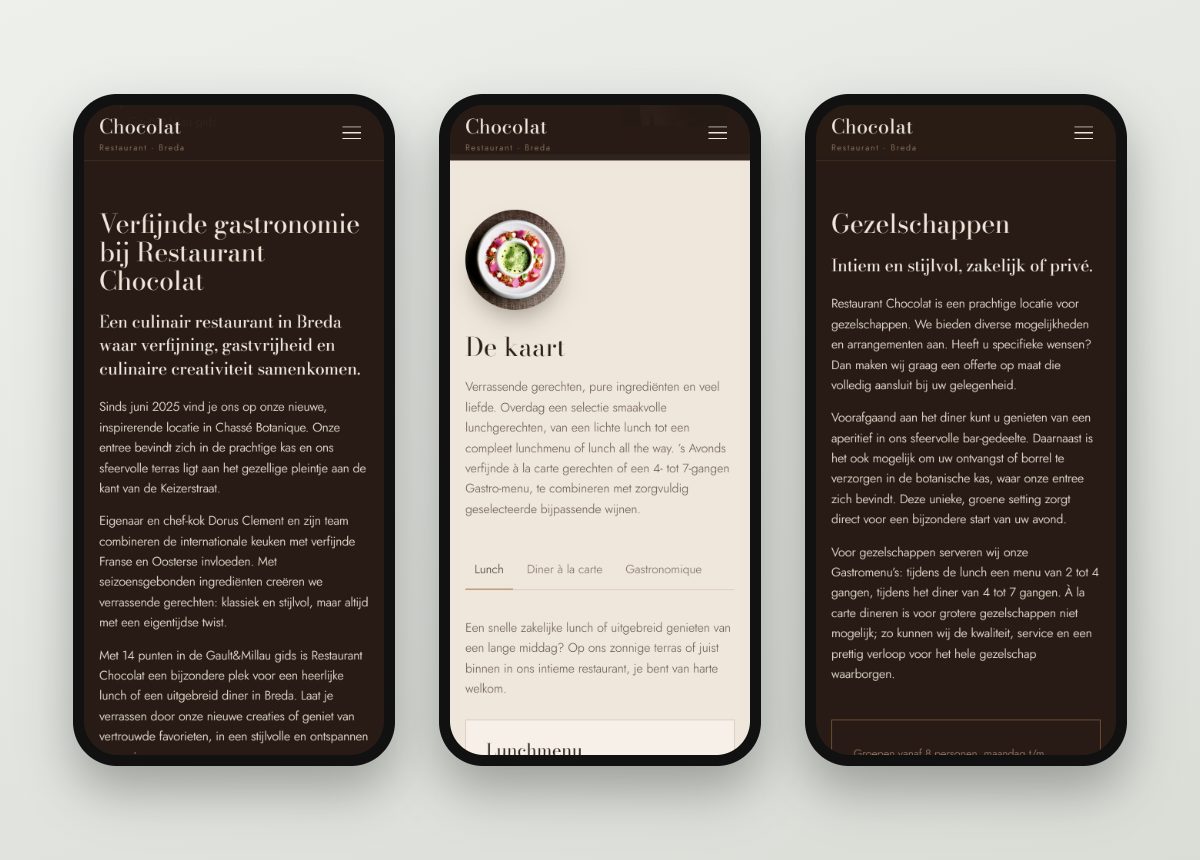 Chocolat
Restaurant · Breda
Verfijnde gastronomie
bij Restaurant
Chocolat
Een culinair restaurant in Breda
waar verfijning, gastvrijheid en
culinaire creativiteit samenkomen.
Sinds juni 2025 vind je ons op onze nieuwe,
inspirerende locatie in Chassé Botanique. Onze
entree bevindt zich in de prachtige kas en ons
sfeervolle terras ligt aan het gezellige pleintje aan de
kant van de Keizerstraat.
Eigenaar en chef-kok Dorus Clement en zijn team
combineren de internationale keuken met verfijnde
Franse en Oosterse invloeden. Met
seizoensgebonden ingrediënten creëren we
verrassende gerechten: klassiek en stijlvol, maar altijd
met een eigentijdse twist.
Met 14 punten in de Gault&Millau gids is Restaurant
Chocolat een bijzondere plek voor een heerlijke
lunch of een uitgebreid diner in Breda. Laat je
verrassen door onze nieuwe creaties of geniet van
vertrouwde favorieten, in een stijlvolle en ontspannen
Chocolat
Restaurant · Breda
De kaart
Verrassende gerechten, pure ingrediënten en veel
liefde. Overdag een selectie smaakvolle
lunchgerechten, van een lichte lunch tot een
compleet lunchmenu of lunch all the way. 's Avonds
verfijnde à la carte gerechten of een 4- tot 7-gangen
Gastro-menu, te combineren met zorgvuldig
geselecteerde bijpassende wijnen.
Lunch
Diner à la carte
Gastronomique
Een snelle zakelijke lunch of uitgebreid genieten van
een lange middag? Op ons zonnige terras of juist
binnen in ons intieme restaurant, je bent van harte
welkom.
Lunchmenu
Chocolat
Restaurant · Breda
Gezelschappen
Intiem en stijlvol, zakelijk of privé.
Restaurant Chocolat is een prachtige locatie voor
gezelschappen. We bieden diverse mogelijkheden
en arrangementen aan. Heeft u specifieke wensen?
Dan maken wij graag een offerte op maat die
volledig aansluit bij uw gelegenheid.
Voorafgaand aan het diner kunt u genieten van een
aperitief in ons sfeervolle bar-gedeelte. Daarnaast is
het ook mogelijk om uw ontvangst of borrel te
verzorgen in de botanische kas, waar onze entree
zich bevindt. Deze unieke, groene setting zorgt
direct voor een bijzondere start van uw avond.
Voor gezelschappen serveren wij onze
Gastromenu's: tijdens de lunch een menu van 2 tot 4
gangen, tijdens het diner van 4 tot 7 gangen. À la
carte dineren is voor grotere gezelschappen niet
mogelijk; zo kunnen wij de kwaliteit, service en een
prettig verloop voor het hele gezelschap
waarborgen.
Groepen vanaf 8 personen, maandag t/m